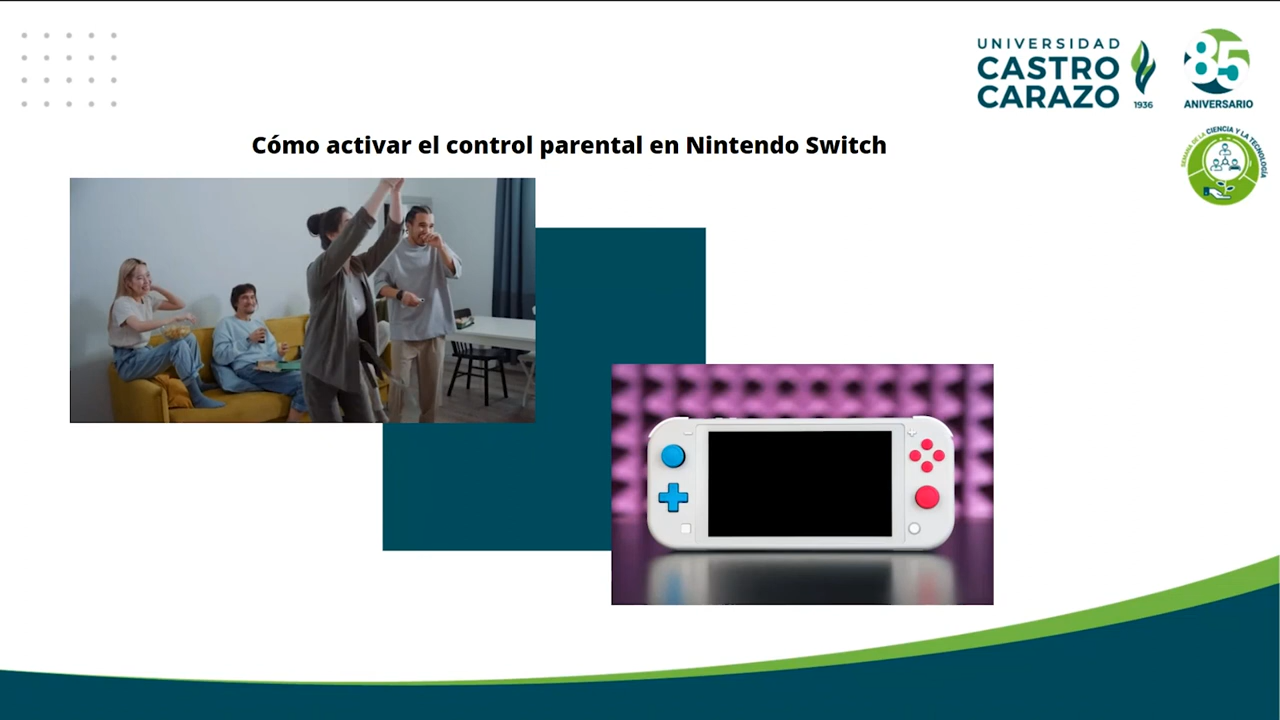 UNIVERSIDAD
CASTRO
CARAZO
1936
85
ANIVERSARIO
SEMANA DE LA CIENCIA Y LA TECNOLOGÍA
Cómo activar el control parental en Nintendo Switch